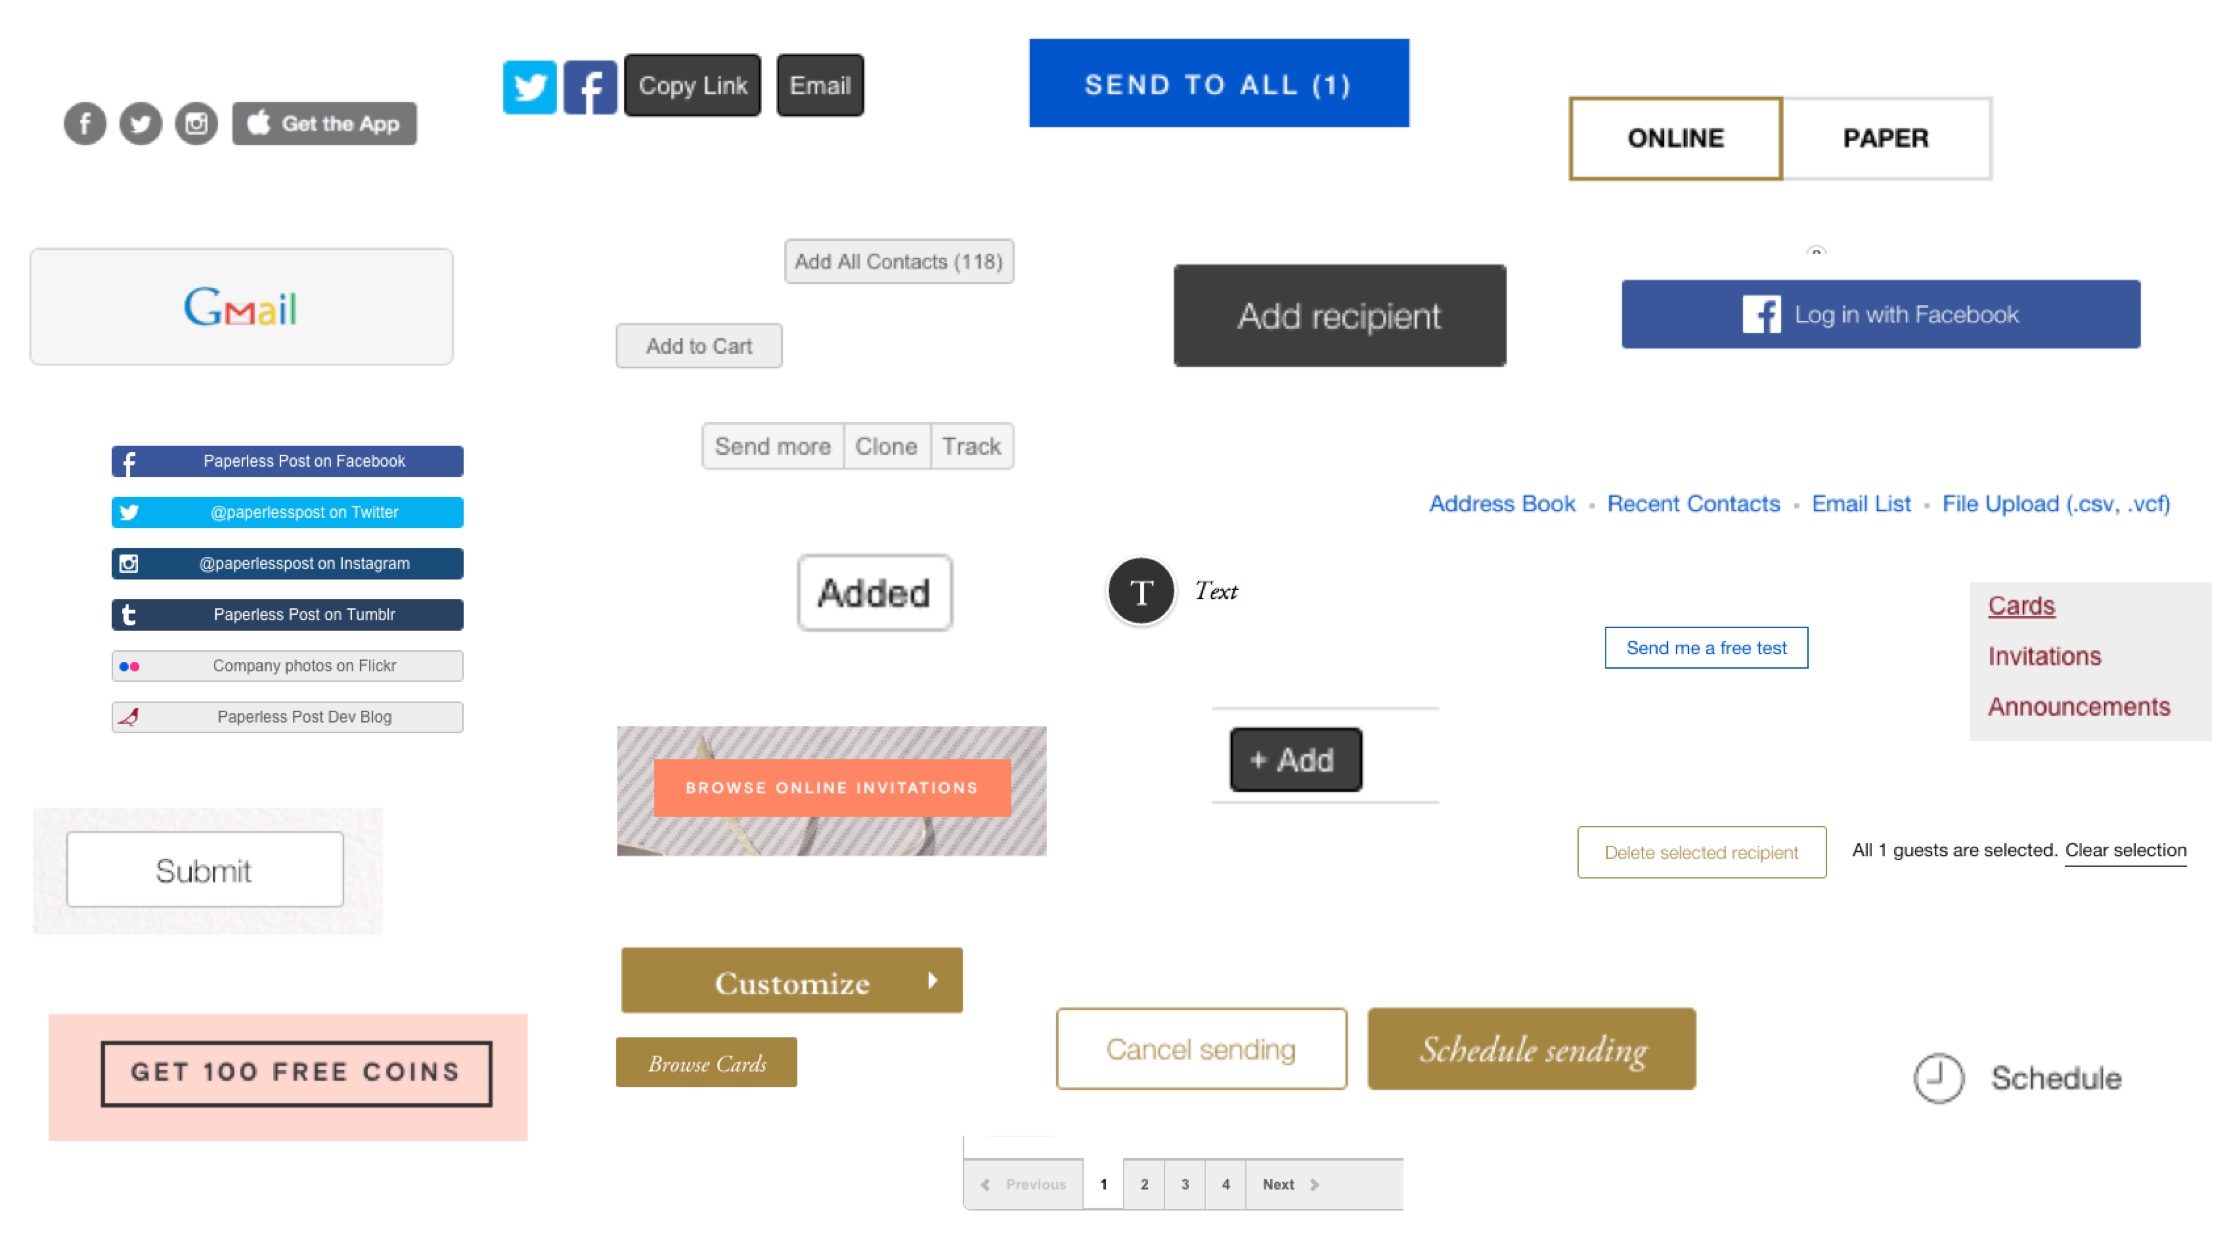 Get the App
Copy Link
Email
SEND TO ALL (1)
ONLINE
PAPER
Gmail
Add All Contacts (118)
Add to Cart
Add recipient
Log in with Facebook
Send more
Clone
Track
Paperless Post on Facebook
@paperlesspost on Twitter
@paperlesspost on Instagram
Paperless Post on Tumblr
Company photos on Flickr
Paperless Post Dev Blog
Address Book · Recent Contacts · Email List · File Upload (.csv, .vcf)
Added
T Text
Send me a free test
Cards
Invitations
Announcements
BROWSE ONLINE INVITATIONS
+ Add
Submit
Delete selected recipient
All 1 guests are selected. Clear selection
Customize
Browse Cards
Cancel sending
Schedule sending
GET 100 FREE COINS
Schedule
Previous 1 2 3 4 Next